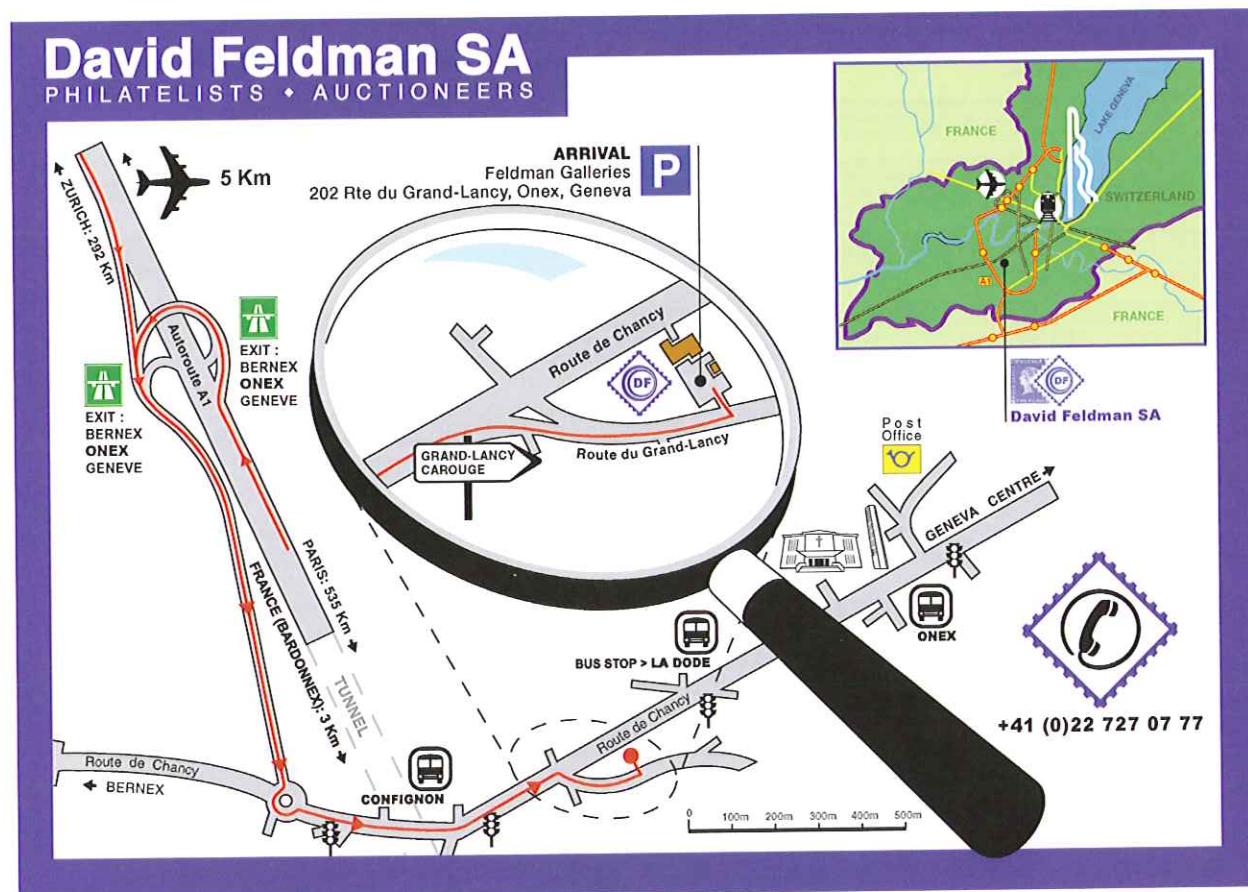 David Feldman SA
PHILATELISTS • AUCTIONEERS
5 Km
ZURICH: 292 Km
ARRIVAL
Feldman Galleries
202 Rte du Grand-Lancy, Onex, Geneva
P
FRANCE
LAKE GENEVA
SWITZERLAND
A1
FRANCE
DF
David Feldman SA
Autoroute A1
EXIT :
BERNEX
ONEX
GENEVE
EXIT :
BERNEX
ONEX
GENEVE
Route de Chancy
DF
GRAND-LANCY
CAROUGE
Route du Grand-Lancy
Post
Office
GENEVA CENTRE
PARIS: 535 Km
FRANCE (BARDONNEX): 3 Km
TUNNEL
ONEX
BUS STOP > LA DODE
Route de Chancy
+41 (0)22 727 07 77
Route de Chancy
BERNEX
CONFIGNON
0 100m 200m 300m 400m 500m